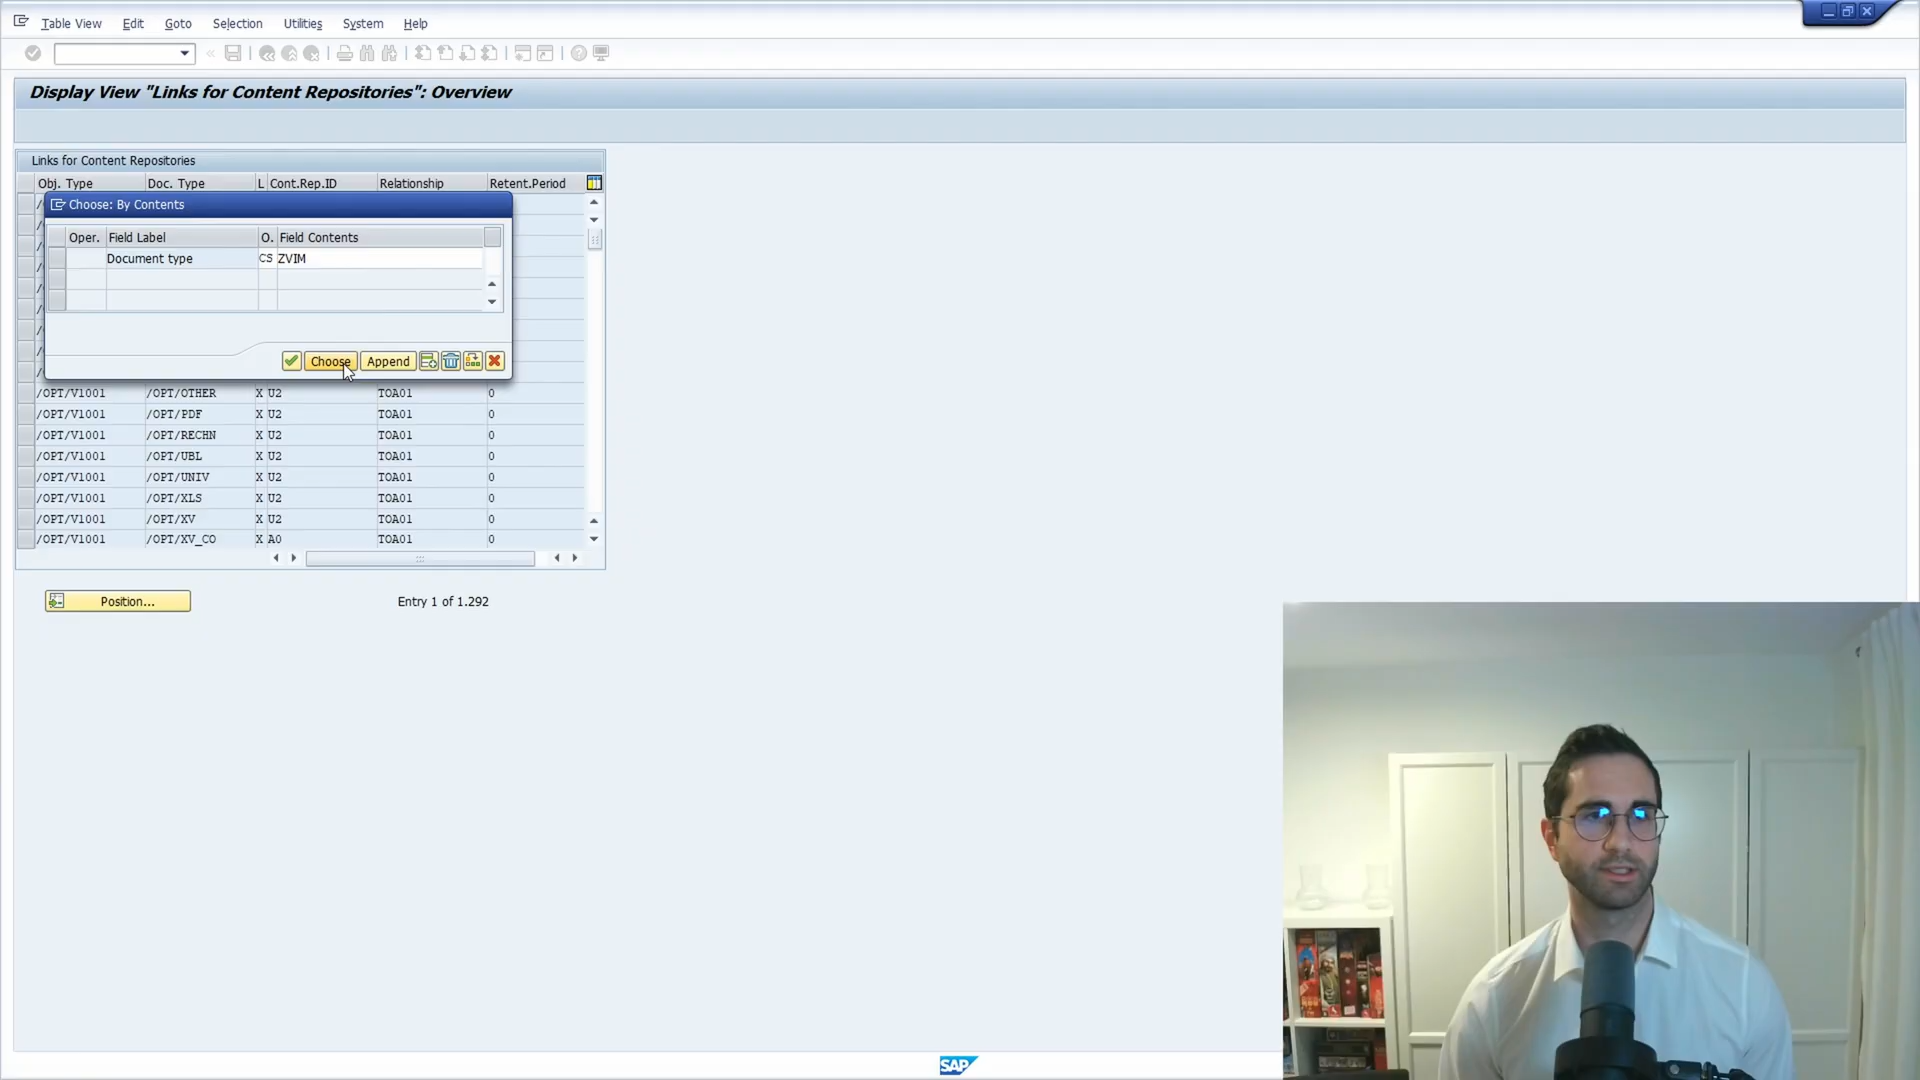 Table View Edit Goto Selection Utilities System Help
Display View "Links for Content Repositories": Overview
Links for Content Repositories
Obj. Type Doc. Type L Cont.Rep.ID Relationship Retent.Period
Choose: By Contents
Oper. Field Label O. Field Contents
Document type CS ZVIM
Choose Append
/OPT/V1001 /OPT/OTHER X U2 TOA01 0
/OPT/V1001 /OPT/PDF X U2 TOA01 0
/OPT/V1001 /OPT/RECHN X U2 TOA01 0
/OPT/V1001 /OPT/UBL X U2 TOA01 0
/OPT/V1001 /OPT/UNIV X U2 TOA01 0
/OPT/V1001 /OPT/XLS X U2 TOA01 0
/OPT/V1001 /OPT/XV X U2 TOA01 0
/OPT/V1001 /OPT/XV_CO X A0 TOA01 0
Position... Entry 1 of 1.292
SAP